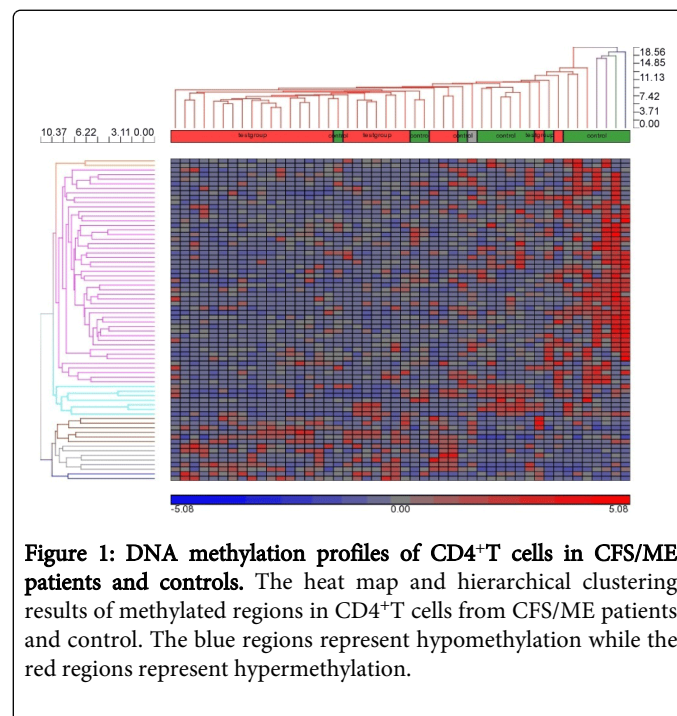 18.56
14.85
11.13
7.42
3.71
0.00
10.37 6.22 3.11 0.00
testgroup control testgroup control control control testgroup control
-5.08 0.00 5.08
Figure 1: DNA methylation profiles of CD4+T cells in CFS/ME
patients and controls. The heat map and hierarchical clustering
results of methylated regions in CD4+T cells from CFS/ME patients
and control. The blue regions represent hypomethylation while the
red regions represent hypermethylation.